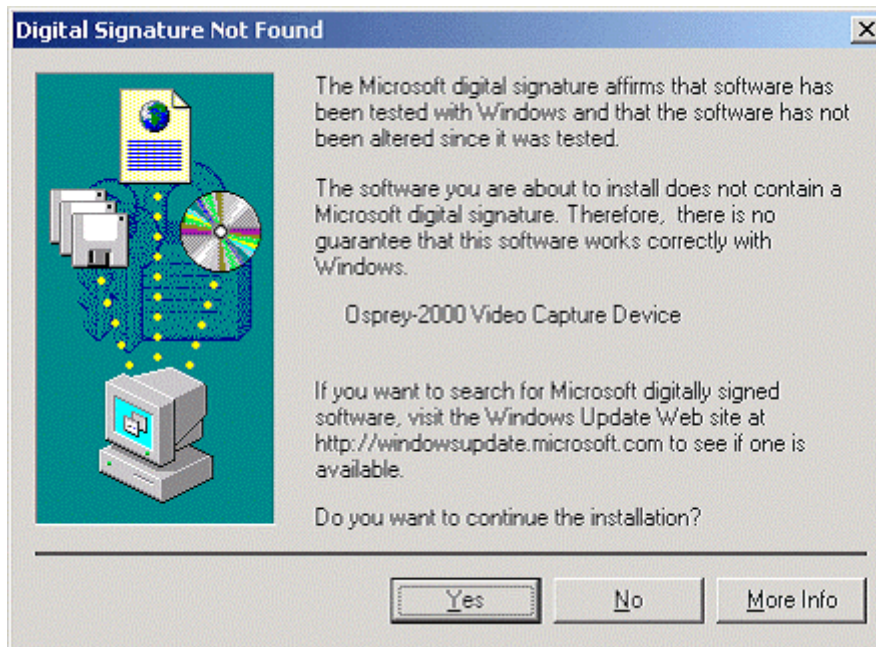 Digital Signature Not Found
The Microsoft digital signature affirms that software has
been tested with Windows and that the software has not
been altered since it was tested.
The software you are about to install does not contain a
Microsoft digital signature. Therefore, there is no
guarantee that this software works correctly with
Windows.
Osprey-2000 Video Capture Device
If you want to search for Microsoft digitally signed
software, visit the Windows Update Web site at
http://windowsupdate.microsoft.com to see if one is
available.
Do you want to continue the installation?
Yes No More Info